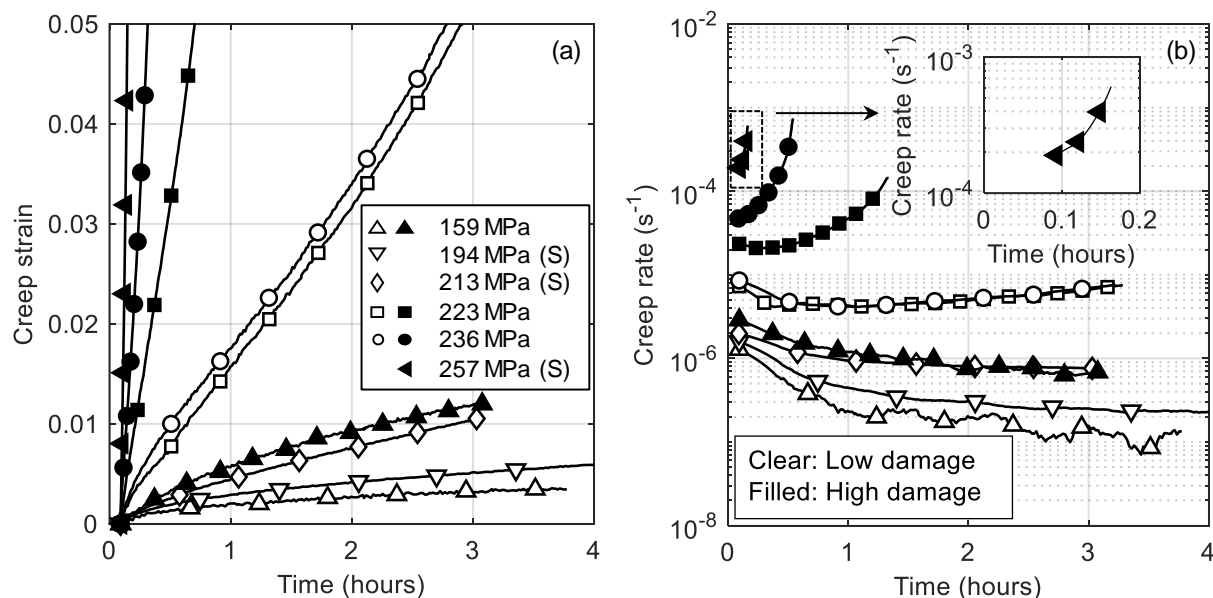 0.05
0.04
0.03
0.02
0.01
0
Creep strain
(a)
159 MPa
194 MPa (S)
213 MPa (S)
223 MPa
236 MPa
257 MPa (S)
0
1
2
3
4
Time (hours)
10-2
10-4
10-6
10-8
Creep rate (s-1)
(b)
10-3
10-4
Creep rate (s-1)
0
0.1
0.2
Time (hours)
Clear: Low damage
Filled: High damage
0
1
2
3
4
Time (hours)